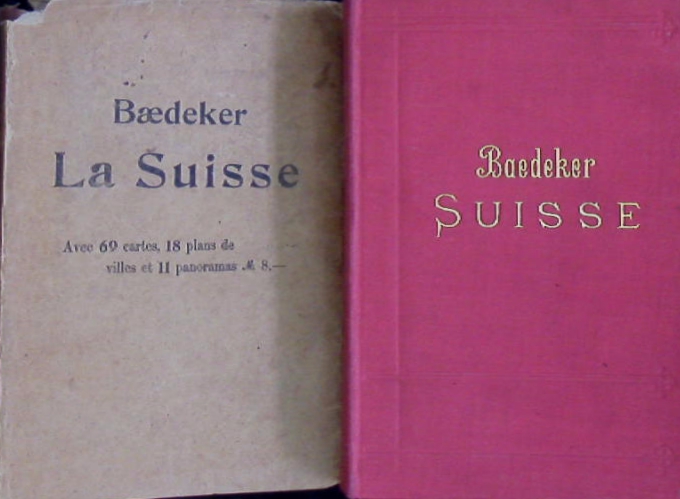 Bædeker
La Suisse
Avec 69 cartes, 18 plans de
villes et 11 panoramas ℳ 8.—
Baedeker
SUISSE